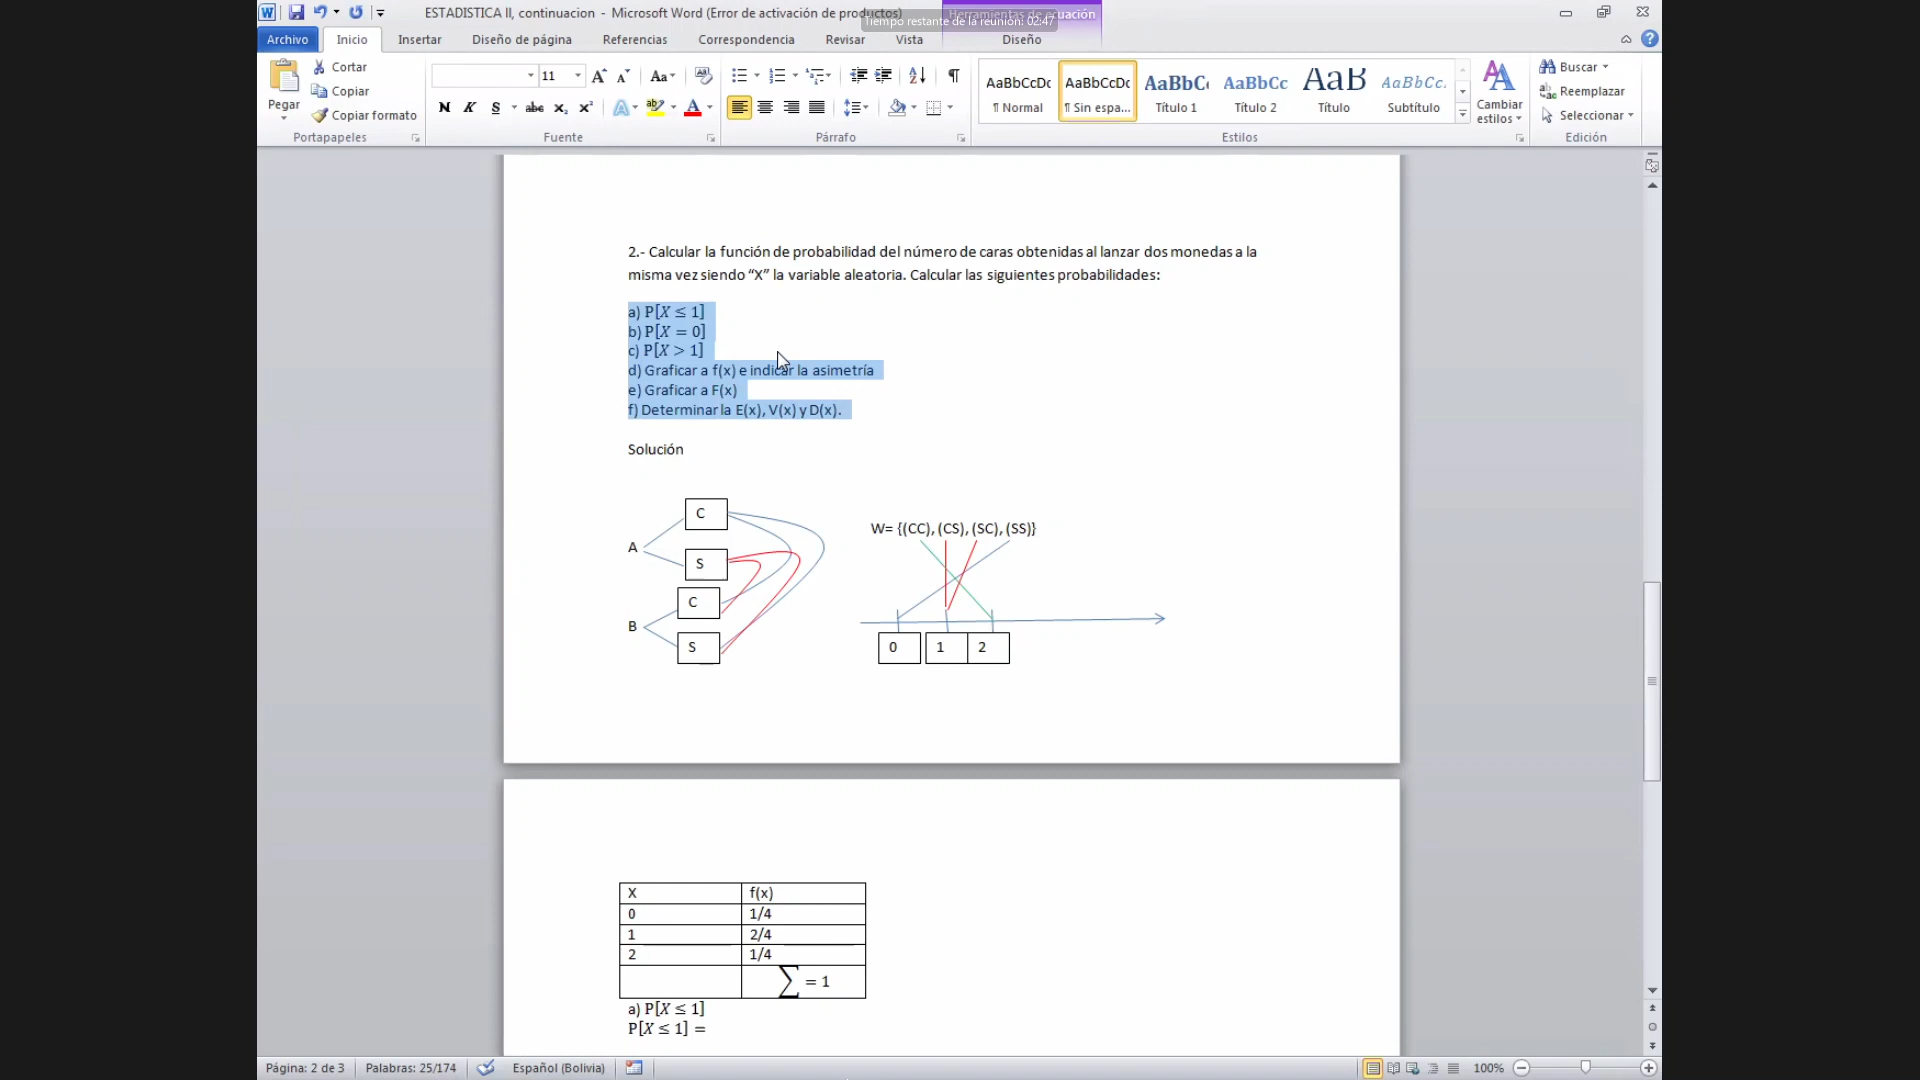 ESTADISTICA II, continuacion - Microsoft Word (Error de activación de productos)
Herramientas de ecuación
Tiempo restante de la reunión: 02:47
Archivo
Inicio
Insertar
Diseño de página
Referencias
Correspondencia
Revisar
Vista
Diseño
Pegar
Cortar
Copiar
Copiar formato
Portapapeles
11
Fuente
Párrafo
AaBbCcDc
¶ Normal
AaBbCcDc
¶ Sin espa...
AaBbC
Título 1
AaBbCc
Título 2
AaB
Título
AaBbCc.
Subtítulo
Cambiar
estilos
Estilos
Buscar
Reemplazar
Seleccionar
Edición
2.- Calcular la función de probabilidad del número de caras obtenidas al lanzar dos monedas a la
misma vez siendo “X” la variable aleatoria. Calcular las siguientes probabilidades:
a) P[X ≤ 1]
b) P[X = 0]
c) P[X > 1]
d) Graficar a f(x) e indicar la asimetría
e) Graficar a F(x)
f) Determinar la E(x), V(x) y D(x).
Solución
A
C
S
B
C
S
W= {(CC), (CS), (SC), (SS)}
0 1 2
X f(x)
0 1/4
1 2/4
2 1/4
∑ = 1
a) P[X ≤ 1]
P[X ≤ 1] =
Página: 2 de 3
Palabras: 25/174
Español (Bolivia)
100%